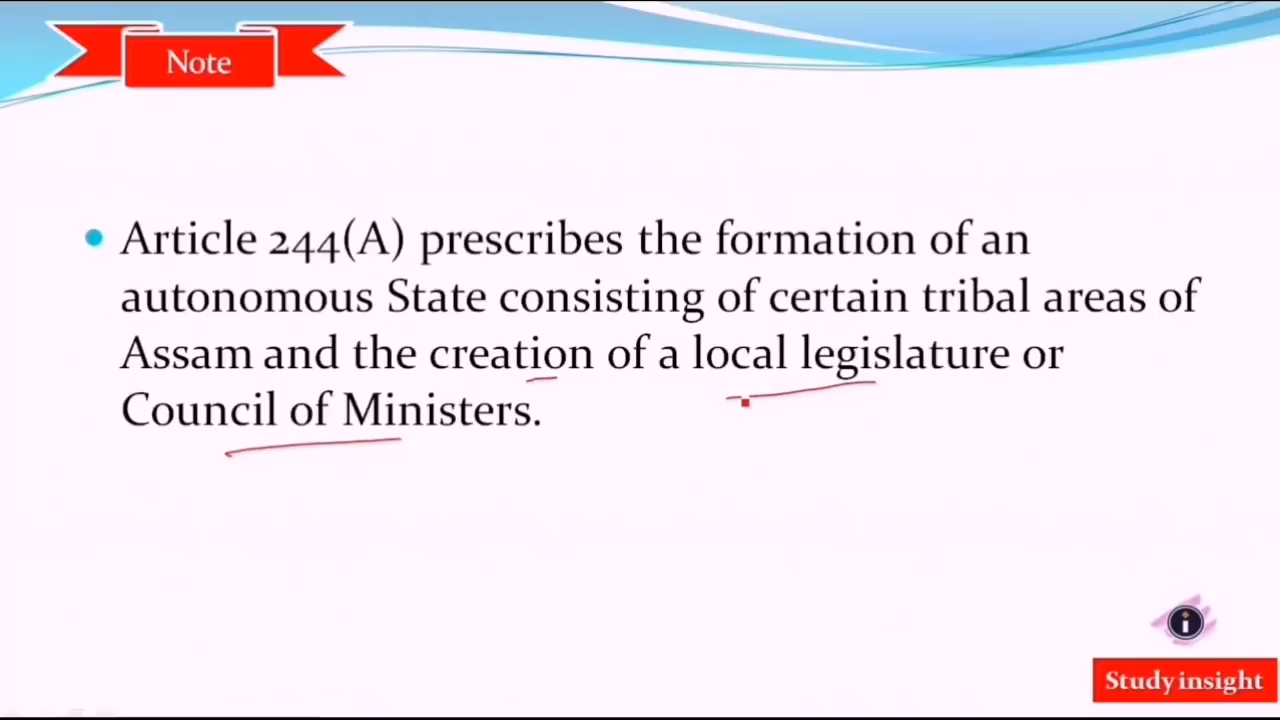 Note
• Article 244(A) prescribes the formation of an
autonomous State consisting of certain tribal areas of
Assam and the creation of a local legislature or
Council of Ministers.
i
Study insight